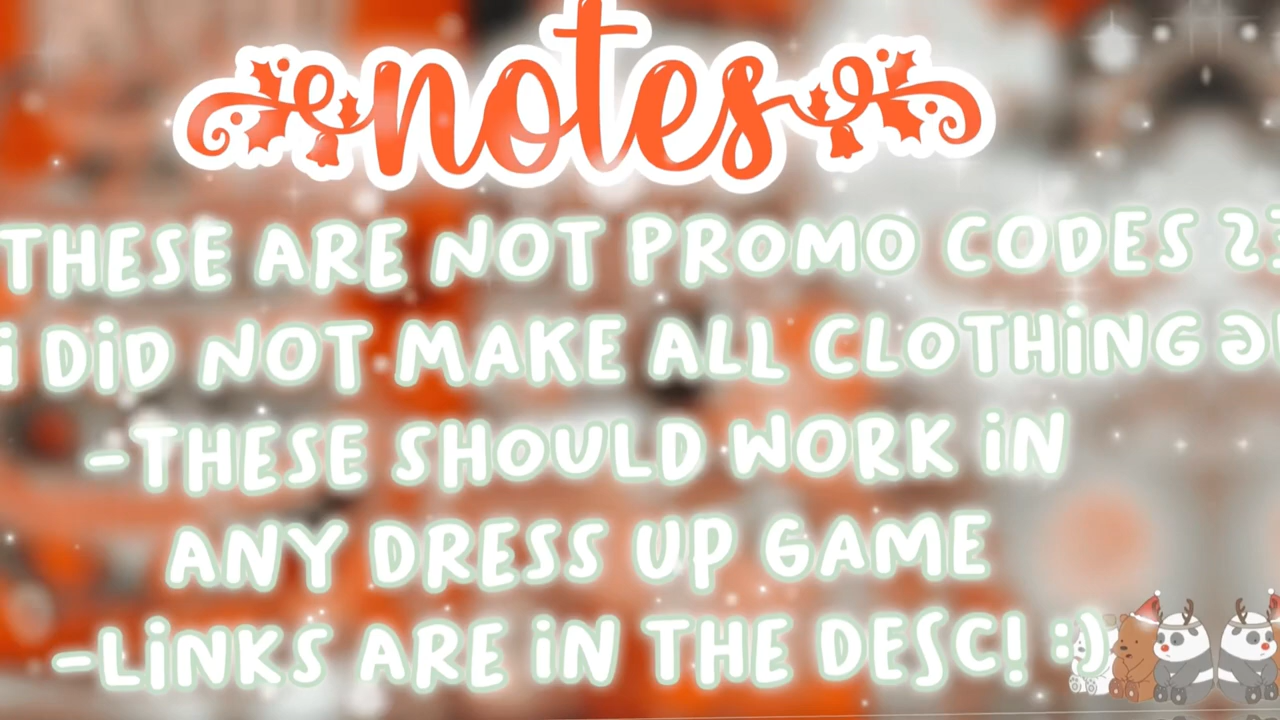 notes
THESE ARE NOT PROMO CODES
i DiD NOT MAKE ALL CLOTHiNG
-THESE SHOULD WORK iN
ANY DRESS UP GAME
-LiNKS ARE iN THE DESC! :)